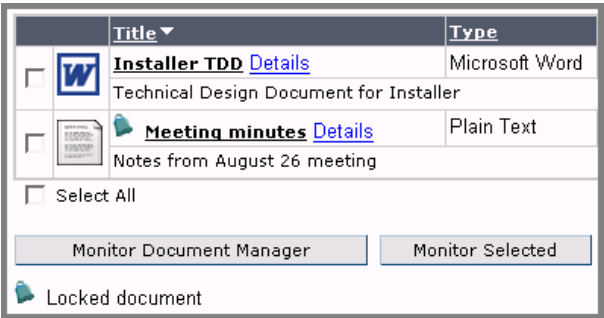 Title Type
Installer TDD Details Microsoft Word
Technical Design Document for Installer
Meeting minutes Details Plain Text
Notes from August 26 meeting
Select All
Monitor Document Manager Monitor Selected
Locked document